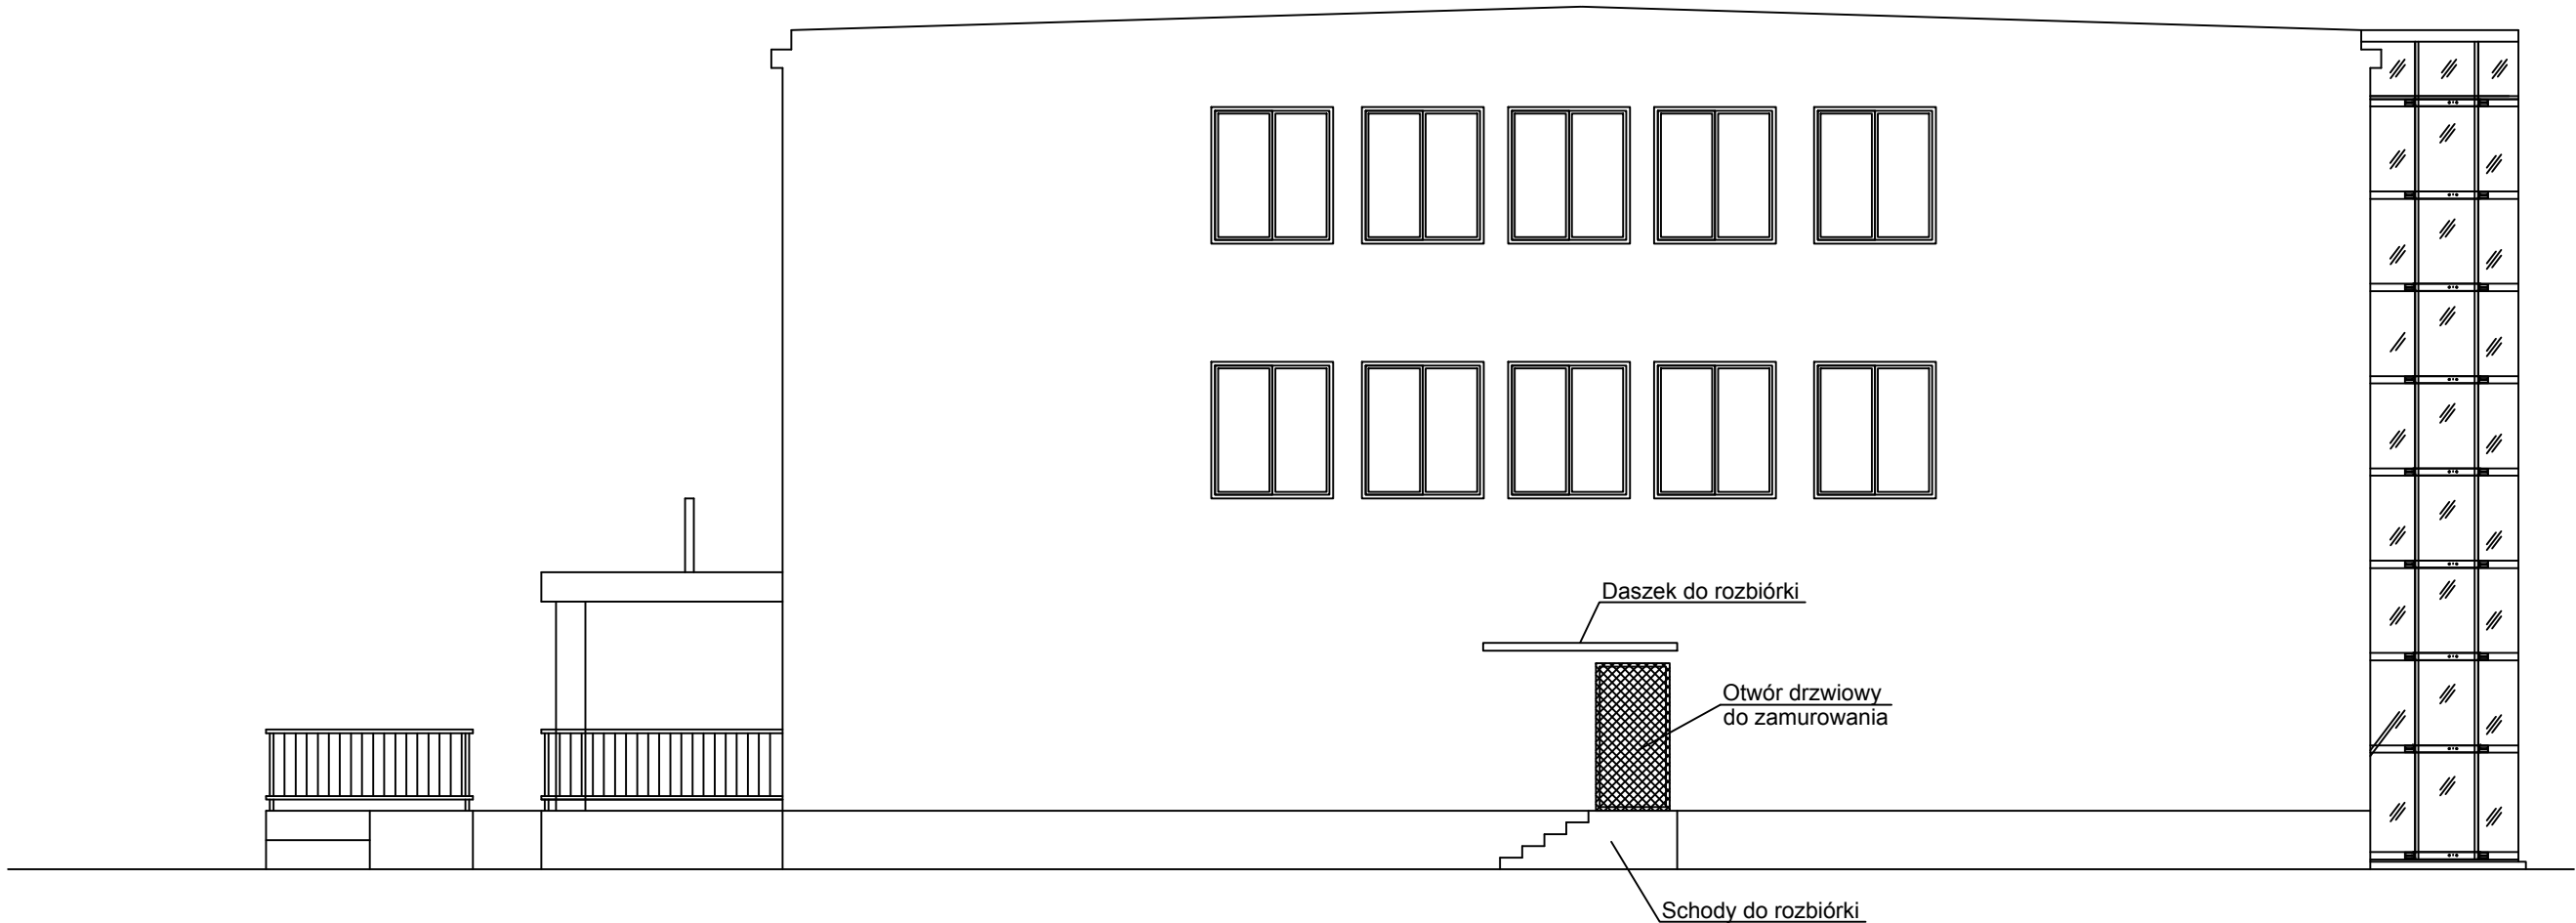 Daszek do rozbiórki
Otwór drzwiowy
do zamurowania
Schody do rozbiórki